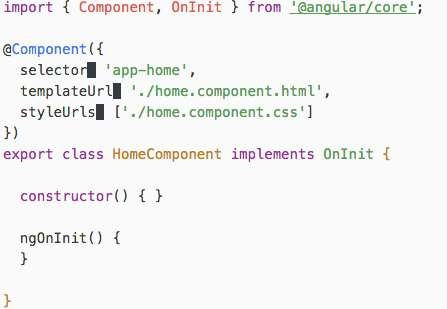 import { Component, OnInit } from '@angular/core';
@Component({
selector 'app-home',
templateUrl './home.component.html',
styleUrls ['./home.component.css']
})
export class HomeComponent implements OnInit {
constructor() { }
ngOnInit() {
}
}